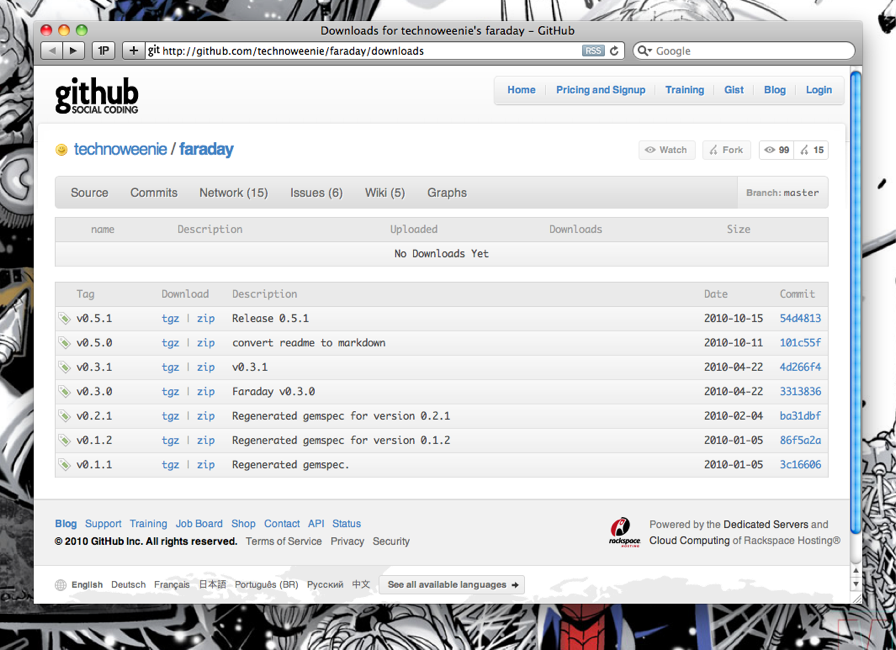 Downloads for technoweenie's faraday – GitHub
1P + git http://github.com/technoweenie/faraday/downloads RSS Google
github
SOCIAL CODING
Home Pricing and Signup Training Gist Blog Login
technoweenie / faraday
Watch Fork 99 15
Source Commits Network (15) Issues (6) Wiki (5) Graphs Branch: master
name Description Uploaded Downloads Size
No Downloads Yet
Tag Download Description Date Commit
v0.5.1 tgz | zip Release 0.5.1 2010-10-15 54d4813
v0.5.0 tgz | zip convert readme to markdown 2010-10-11 101c55f
v0.3.1 tgz | zip v0.3.1 2010-04-22 4d266f4
v0.3.0 tgz | zip Faraday v0.3.0 2010-04-22 3313836
v0.2.1 tgz | zip Regenerated gemspec for version 0.2.1 2010-02-04 ba31dbf
v0.1.2 tgz | zip Regenerated gemspec for version 0.1.2 2010-01-05 86f5a2a
v0.1.1 tgz | zip Regenerated gemspec. 2010-01-05 3c16606
Blog Support Training Job Board Shop Contact API Status
© 2010 GitHub Inc. All rights reserved. Terms of Service Privacy Security
rackspace
HOSTING
Powered by the Dedicated Servers and
Cloud Computing of Rackspace Hosting®
English Deutsch Français 日本語 Português (BR) Русский 中文 See all available languages →